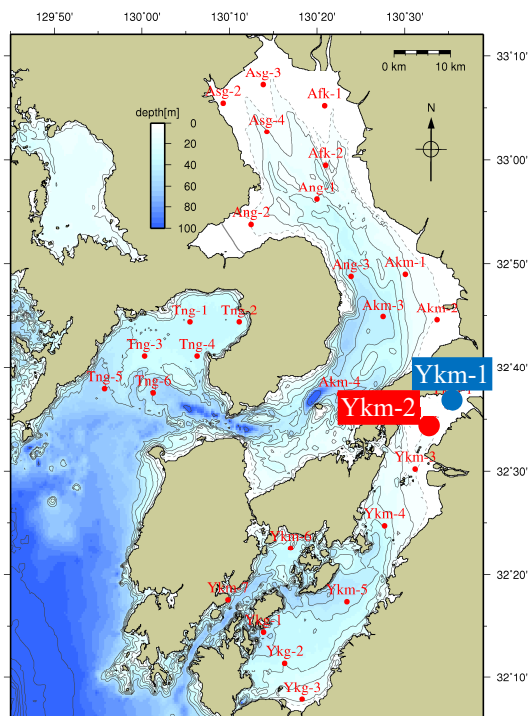 129˚50' 130˚00' 130˚10' 130˚20' 130˚30'
33˚10'
33˚00'
32˚50'
32˚40'
32˚30'
32˚20'
32˚10'
0 km 10 km
N
depth[m]
0
20
40
60
80
100
Asg-3
Asg-2
Afk-1
Asg-4
Afk-2
Ang-1
Ang-2
Ang-3
Akm-1
Tng-1
Tng-2
Akm-3
Akm-2
Tng-3
Tng-4
Tng-5
Tng-6
Akm-4
Ykm-1
Ykm-2
Ykm-3
Ykm-4
Ykm-6
Ykm-7
Ykm-5
Ykg-1
Ykg-2
Ykg-3